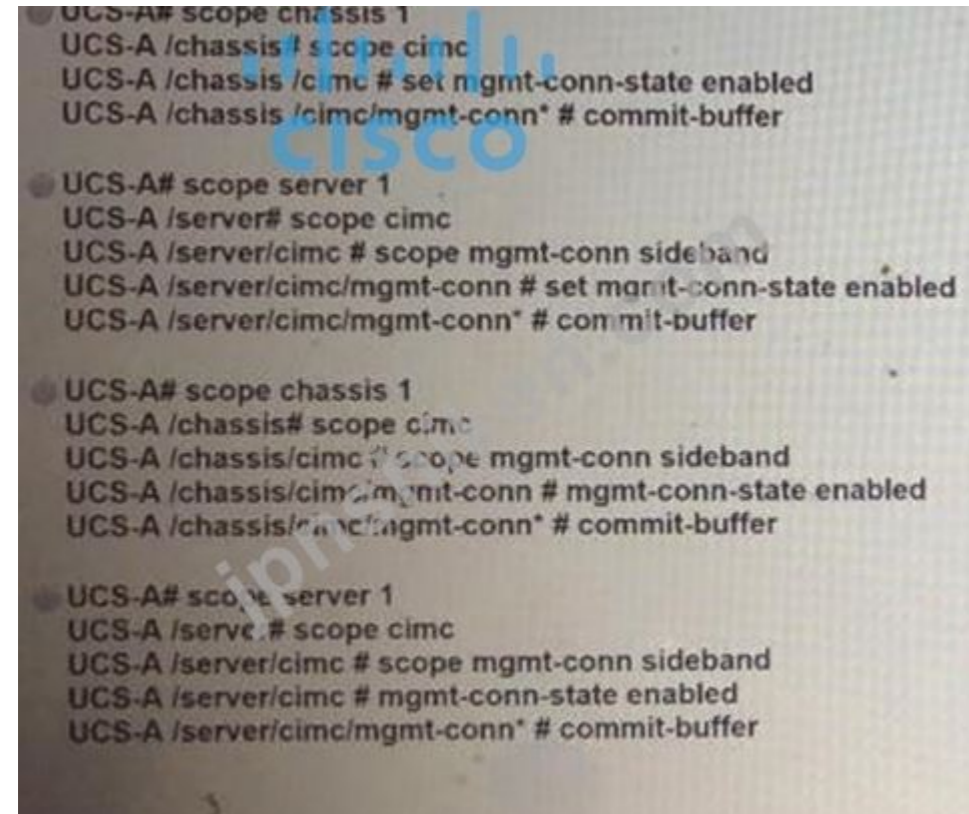 UCS-A# scope chassis 1
UCS-A /chassis# scope cimc
UCS-A /chassis /cimc # set mgmt-conn-state enabled
UCS-A /chassis /cimc/mgmt-conn* # commit-buffer
CISCO
UCS-A# scope server 1
UCS-A /server# scope cimc
UCS-A /server/cimc # scope mgmt-conn sideband
UCS-A /server/cimc/mgmt-conn # set mgmt-conn-state enabled
UCS-A /server/cimc/mgmt-conn* # commit-buffer
UCS-A# scope chassis 1
UCS-A /chassis# scope cimc
UCS-A /chassis/cimc # scope mgmt-conn sideband
UCS-A /chassis/cimc/mgmt-conn # mgmt-conn-state enabled
UCS-A /chassis/cimc/mgmt-conn* # commit-buffer
UCS-A# scope server 1
UCS-A /server# scope cimc
UCS-A /server/cimc # scope mgmt-conn sideband
UCS-A /server/cimc # mgmt-conn-state enabled
UCS-A /server/cimc/mgmt-conn* # commit-buffer